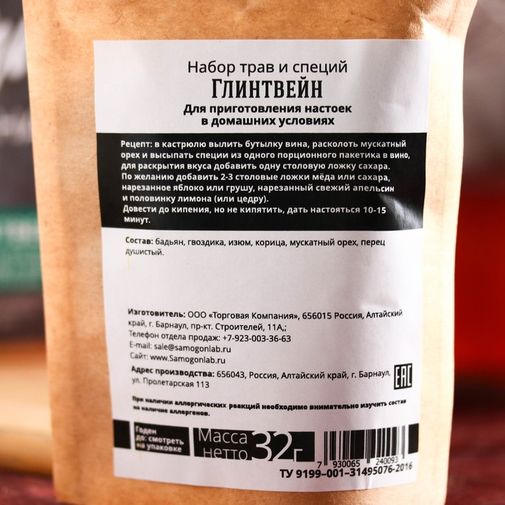 Набор трав и специй
Глинтвейн
Для приготовления настоек
в домашних условиях
Рецепт: в кастрюлю вылить бутылку вина, расколоть мускатный
орех и высыпать специи из одного порционного пакетика в вино,
для раскрытия вкуса добавить одну столовую ложку сахара.
По желанию добавить 2-3 столовые ложки мёда или сахара,
нарезанное яблоко или грушу, нарезанный свежий апельсин
и половинку лимона (или цедру).
Довести до кипения, но не кипятить, дать настояться 10-15
минут.
Состав: бадьян, гвоздика, изюм, корица, мускатный орех, перец
душистый.
Изготовитель: ООО «Торговая Компания», 656015 Россия, Алтайский
край, г. Барнаул, пр-кт. Строителей, 11А,;
Телефон отдела продаж: +7-923-003-36-63
E-mail: sale@samogonlab.ru
Сайт: www.Samogonlab.ru
Адрес производства: 656043, Россия, Алтайский край, г. Барнаул,
ул. Пролетарская 113
ЕАС
При наличии аллергических реакций необходимо внимательно изучить состав
на наличие аллергенов.
Годен
до: смотреть
на упаковке
Масса
нетто 32г
7 930065 240093
ТУ 9199-001-31495076-2016